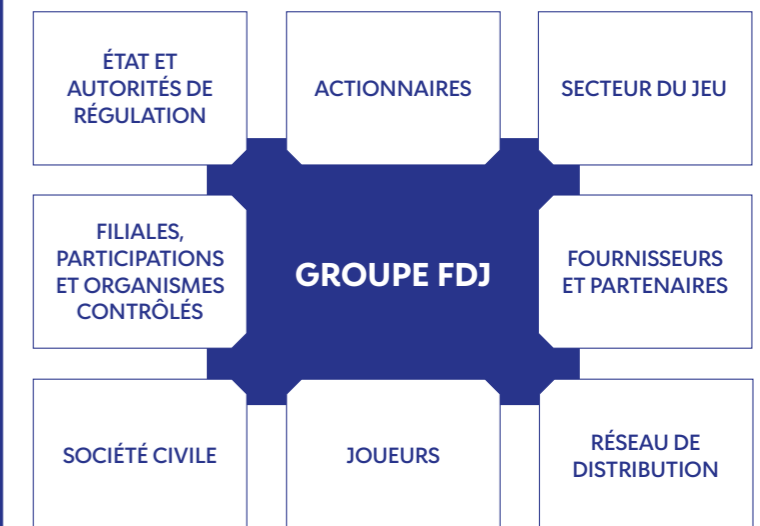 ÉTAT ET
AUTORITÉS DE
RÉGULATION
ACTIONNAIRES
SECTEUR DU JEU
FILIALES,
PARTICIPATIONS
ET ORGANISMES
CONTRÔLÉS
GROUPE FDJ
FOURNISSEURS
ET PARTENAIRES
SOCIÉTÉ CIVILE
JOUEURS
RÉSEAU DE
DISTRIBUTION